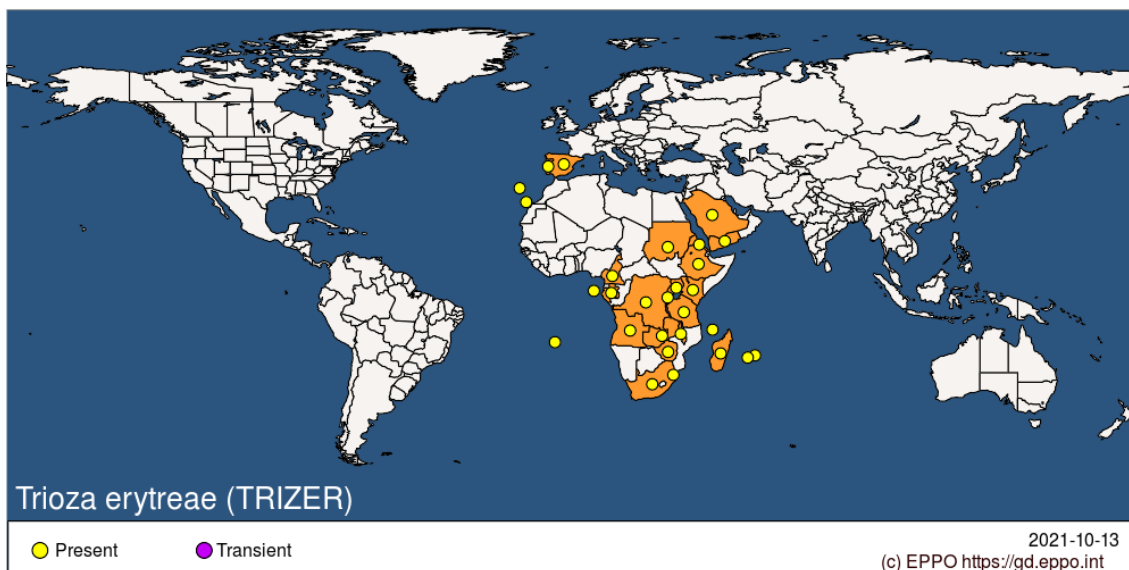 Trioza erytreae (TRIZER)
Present
Transient
2021-10-13
(c) EPPO https://gd.eppo.int